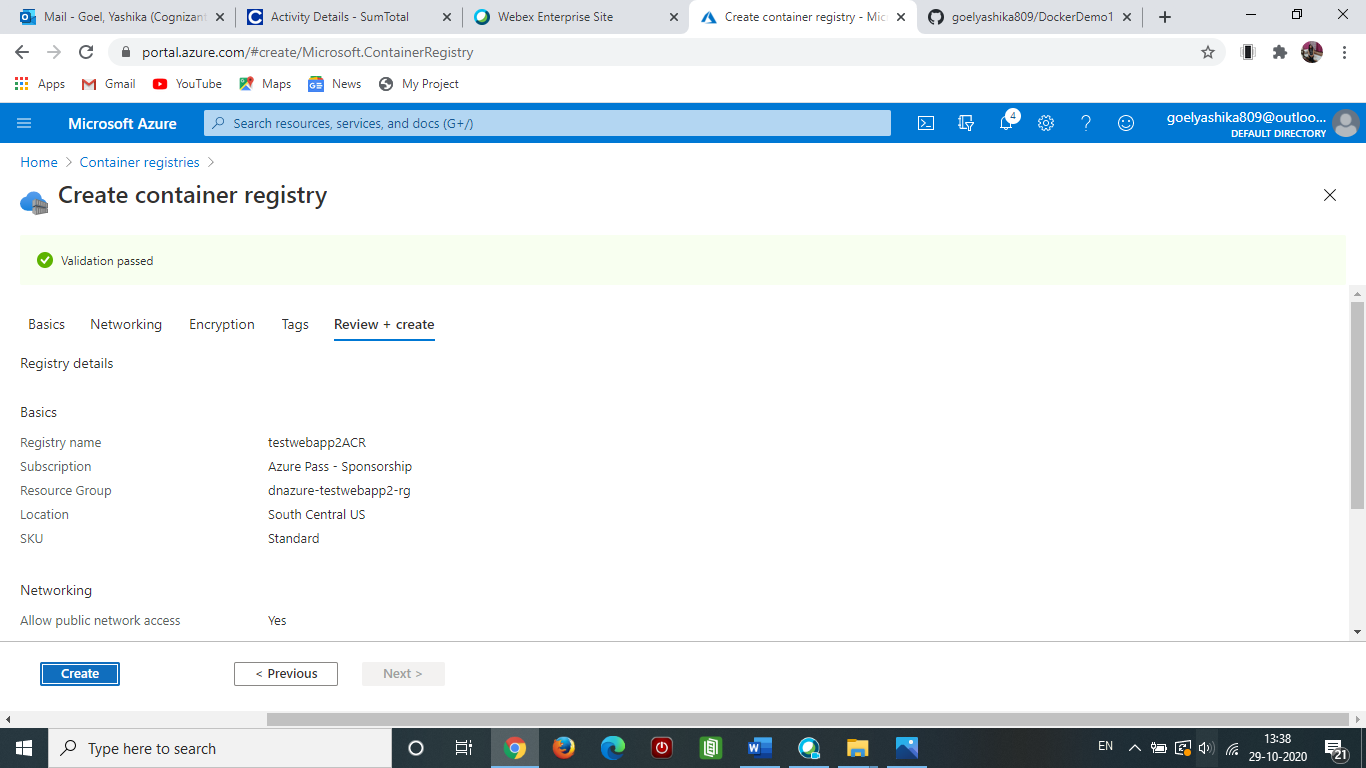 Mail - Goel, Yashika (Cognizant
Activity Details - SumTotal
Webex Enterprise Site
Create container registry - Mic
goelyashika809/DockerDemo1
portal.azure.com/#create/Microsoft.ContainerRegistry
Apps
Gmail
YouTube
Maps
News
My Project
Microsoft Azure
Search resources, services, and docs (G+/)
4
goelyashika809@outloo...
DEFAULT DIRECTORY
Home > Container registries >
Create container registry
Validation passed
Basics
Networking
Encryption
Tags
Review + create
Registry details
Basics
Registry name testwebapp2ACR
Subscription Azure Pass - Sponsorship
Resource Group dnazure-testwebapp2-rg
Location South Central US
SKU Standard
Networking
Allow public network access Yes
Create
< Previous
Next >
Type here to search
EN
13:38
29-10-2020
21